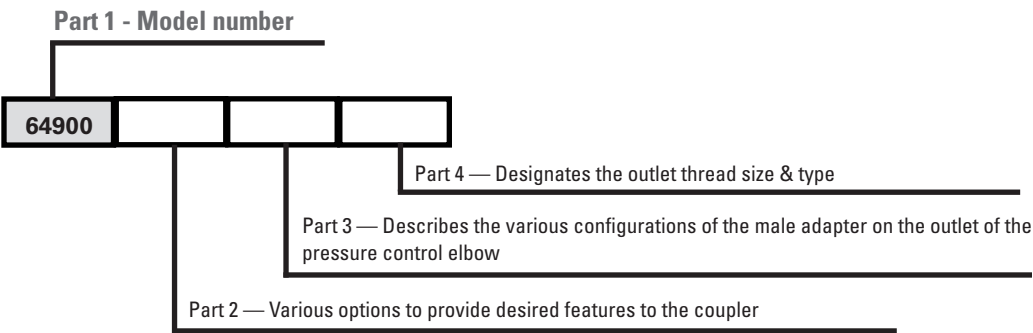 Part 1 - Model number
64900
Part 4 — Designates the outlet thread size & type
Part 3 — Describes the various configurations of the male adapter on the outlet of the
pressure control elbow
Part 2 — Various options to provide desired features to the coupler